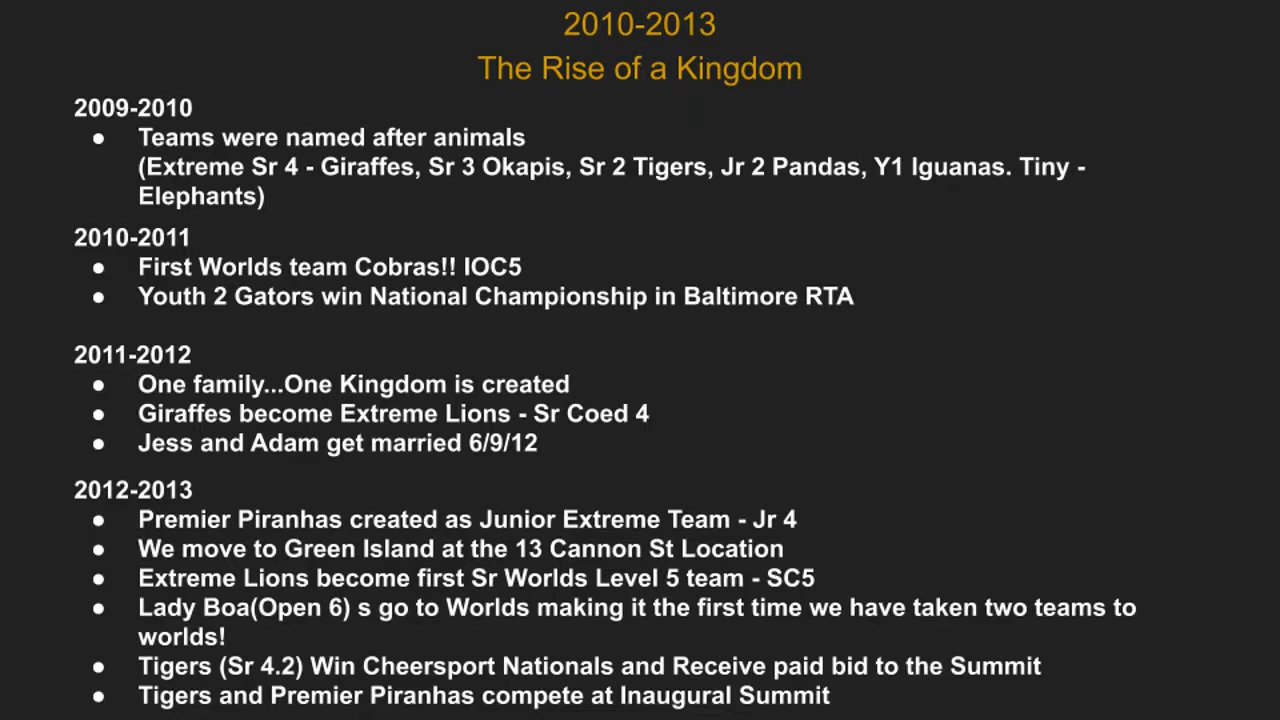 2010-2013
The Rise of a Kingdom
2009-2010
● Teams were named after animals
(Extreme Sr 4 - Giraffes, Sr 3 Okapis, Sr 2 Tigers, Jr 2 Pandas, Y1 Iguanas. Tiny -
Elephants)
2010-2011
● First Worlds team Cobras!! IOC5
● Youth 2 Gators win National Championship in Baltimore RTA
2011-2012
● One family...One Kingdom is created
● Giraffes become Extreme Lions - Sr Coed 4
● Jess and Adam get married 6/9/12
2012-2013
● Premier Piranhas created as Junior Extreme Team - Jr 4
● We move to Green Island at the 13 Cannon St Location
● Extreme Lions become first Sr Worlds Level 5 team - SC5
● Lady Boa(Open 6) s go to Worlds making it the first time we have taken two teams to
worlds!
● Tigers (Sr 4.2) Win Cheersport Nationals and Receive paid bid to the Summit
● Tigers and Premier Piranhas compete at Inaugural Summit